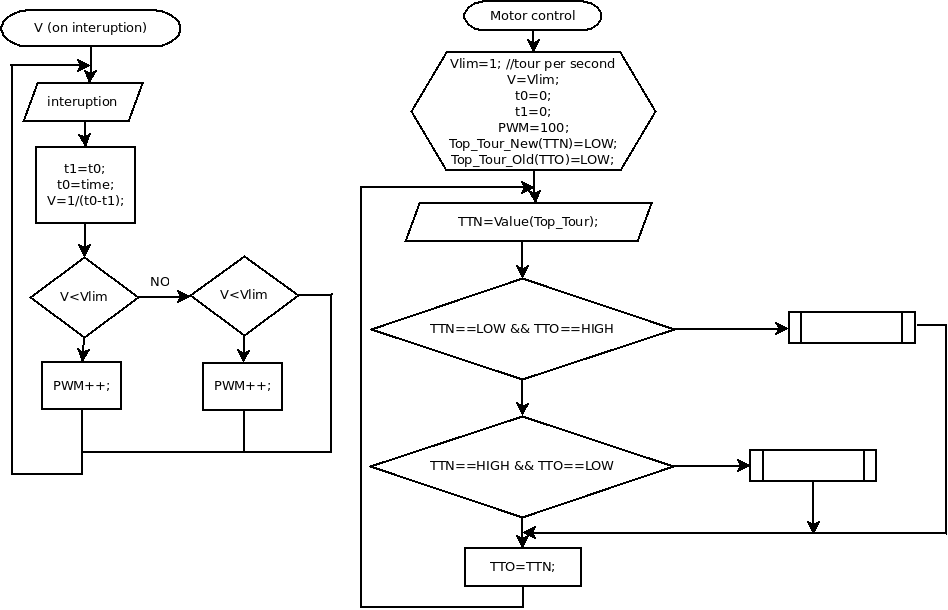 V (on interuption)
interuption
t1=t0;
t0=time;
V=1/(t0-t1);
V<Vlim
NO
V<Vlim
PWM++;
PWM++;
Motor control
Vlim=1; //tour per second
V=Vlim;
t0=0;
t1=0;
PWM=100;
Top_Tour_New(TTN)=LOW;
Top_Tour_Old(TTO)=LOW;
TTN=Value(Top_Tour);
TTN==LOW && TTO==HIGH
TTN==HIGH && TTO==LOW
TTO=TTN;